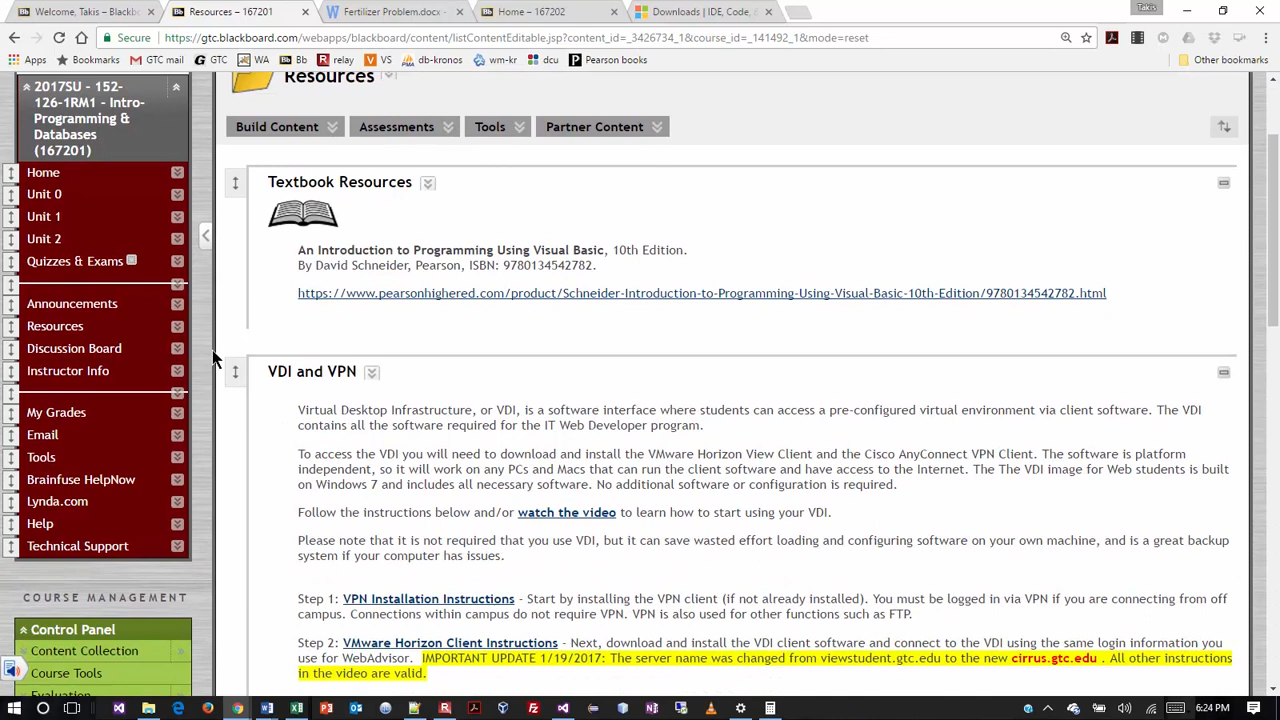 Welcome, Takis – Blackb
Resources – 167201
Fertilizer Problem.docx -
Home – 167202
Downloads | IDE, Code, &
Takis
Secure | https://gtc.blackboard.com/webapps/blackboard/content/listContentEditable.jsp?content_id=_3426734_1&course_id=_141492_1&mode=reset
Apps Bookmarks GTC mail GTC WA Bb relay VS db-kronos wm-kr dcu Pearson books Other bookmarks
2017SU - 152-
126-1RM1 - Intro-
Programming &
Databases
(167201)
Home
Unit 0
Unit 1
Unit 2
Quizzes & Exams
Announcements
Resources
Discussion Board
Instructor Info
My Grades
Email
Tools
Brainfuse HelpNow
Lynda.com
Help
Technical Support
COURSE MANAGEMENT
Control Panel
Content Collection
Course Tools
Evaluation
Resources
Build Content Assessments Tools Partner Content
Textbook Resources
An Introduction to Programming Using Visual Basic, 10th Edition.
By David Schneider, Pearson, ISBN: 9780134542782.
https://www.pearsonhighered.com/product/Schneider-Introduction-to-Programming-Using-Visual-Basic-10th-Edition/9780134542782.html
VDI and VPN
Virtual Desktop Infrastructure, or VDI, is a software interface where students can access a pre-configured virtual environment via client software. The VDI
contains all the software required for the IT Web Developer program.
To access the VDI you will need to download and install the VMware Horizon View Client and the Cisco AnyConnect VPN Client. The software is platform
independent, so it will work on any PCs and Macs that can run the client software and have access to the Internet. The The VDI image for Web students is built
on Windows 7 and includes all necessary software. No additional software or configuration is required.
Follow the instructions below and/or watch the video to learn how to start using your VDI.
Please note that it is not required that you use VDI, but it can save wasted effort loading and configuring software on your own machine, and is a great backup
system if your computer has issues.
Step 1: VPN Installation Instructions - Start by installing the VPN client (if not already installed). You must be logged in via VPN if you are connecting from off
campus. Connections within campus do not require VPN. VPN is also used for other functions such as FTP.
Step 2: VMware Horizon Client Instructions - Next, download and install the VDI client software and connect to the VDI using the same login information you
use for WebAdvisor. IMPORTANT UPDATE 1/19/2017: The server name was changed from viewstudent.gtc.edu to the new cirrus.gtc.edu . All other instructions
in the video are valid.
6:24 PM